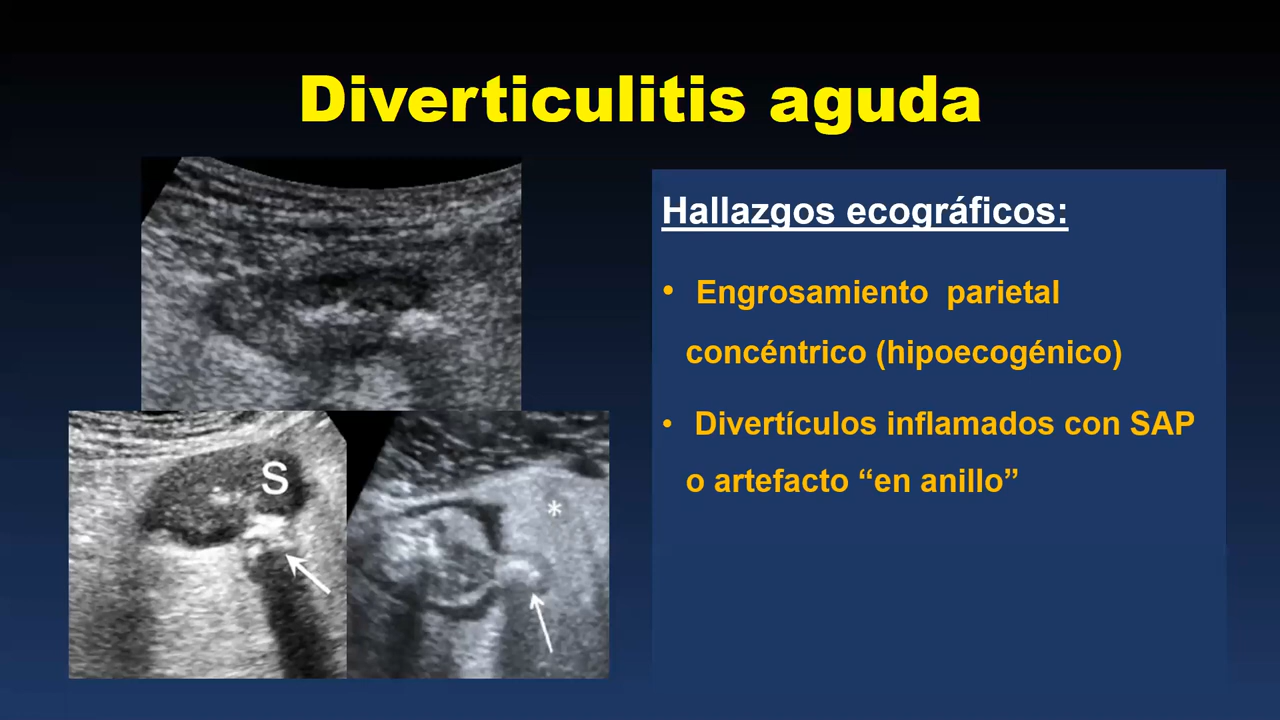 Diverticulitis aguda
Hallazgos ecográficos:
• Engrosamiento parietal
concéntrico (hipoecogénico)
• Divertículos inflamados con SAP
o artefacto “en anillo”
S
*